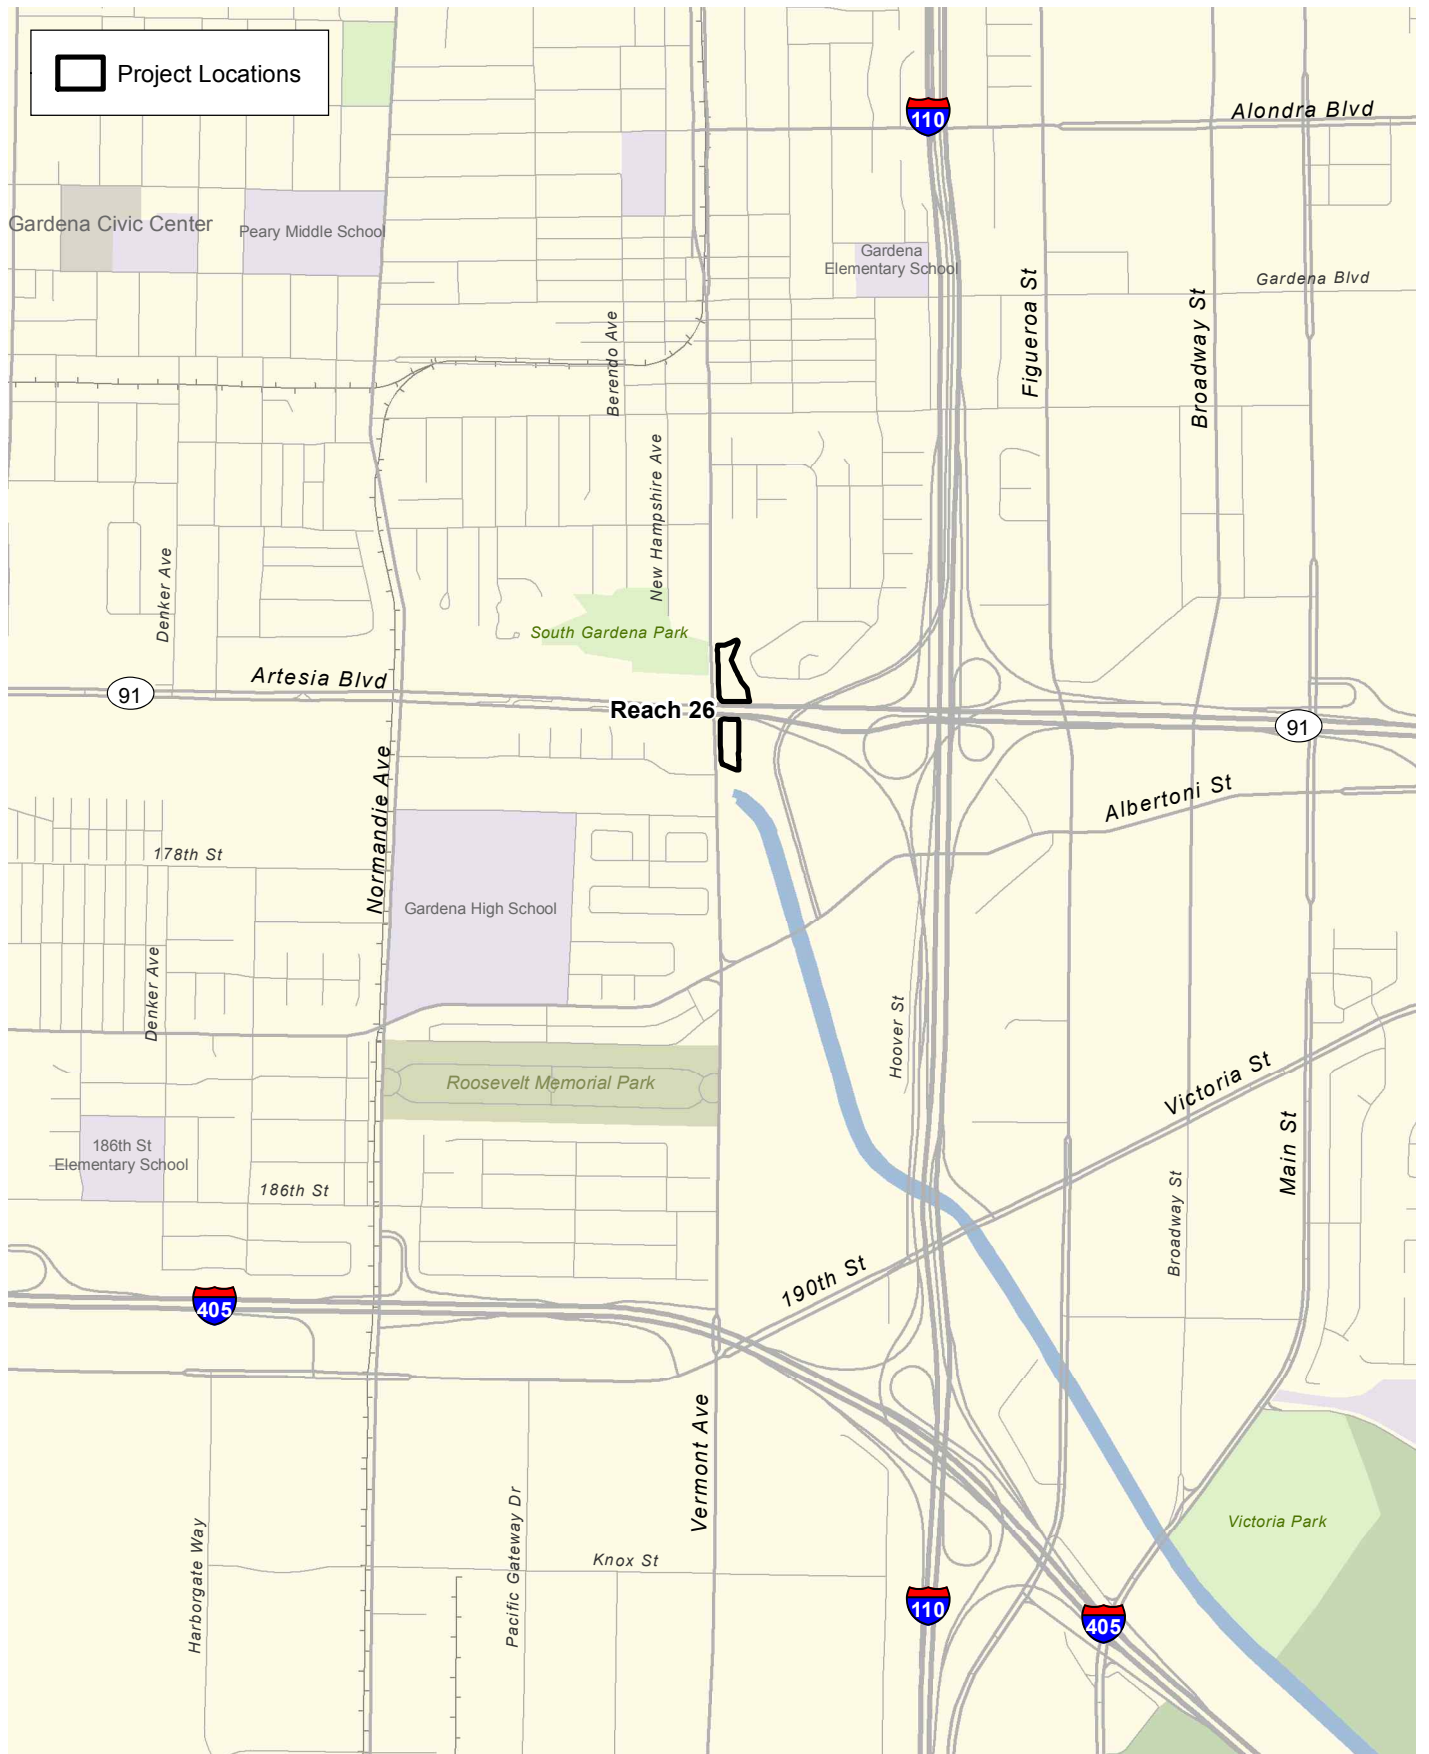 Project Locations
110
Alondra Blvd
Gardena Civic Center
Peary Middle School
Gardena
Elementary School
Gardena Blvd
Figueroa St
Broadway St
Berendo Ave
New Hampshire Ave
Denker Ave
South Gardena Park
Artesia Blvd
91
Reach 26
91
Normandie Ave
Albertoni St
178th St
Gardena High School
Denker Ave
Hoover St
Roosevelt Memorial Park
Victoria St
Main St
186th St
Elementary School
186th St
Broadway St
190th St
405
Vermont Ave
Harborgate Way
Pacific Gateway Dr
Knox St
Victoria Park
110
405